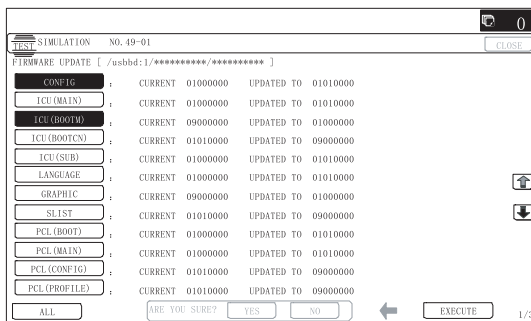 0
TEST SIMULATION NO. 49-01 CLOSE
FIRMWARE UPDATE [ /usbbd:1/**********/********** ]
CONFIG : CURRENT 01000000 UPDATED TO 01010000
ICU(MAIN) : CURRENT 01000000 UPDATED TO 01010000
ICU(BOOTM) : CURRENT 09000000 UPDATED TO 01000000
ICU(BOOTCN) : CURRENT 01010000 UPDATED TO 09000000
ICU(SUB) : CURRENT 01000000 UPDATED TO 01010000
LANGUAGE : CURRENT 01000000 UPDATED TO 01010000
GRAPHIC : CURRENT 09000000 UPDATED TO 01000000
SLIST : CURRENT 01010000 UPDATED TO 09000000
PCL(BOOT) : CURRENT 01000000 UPDATED TO 01010000
PCL(MAIN) : CURRENT 01000000 UPDATED TO 01010000
PCL(CONFIG) : CURRENT 01010000 UPDATED TO 09000000
PCL(PROFILE) : CURRENT 01010000 UPDATED TO 09000000
ALL ARE YOU SURE? YES NO EXECUTE 1/3